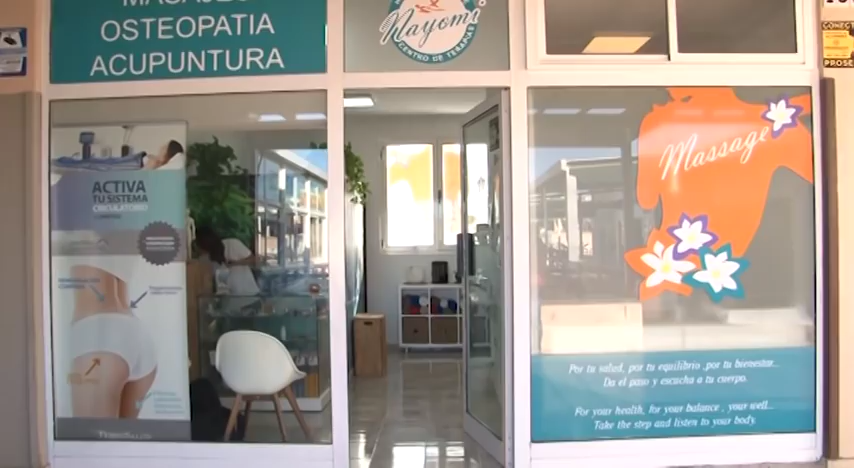 OSTEOPATIA
ACUPUNTURA
Nayomi
CENTRO DE TERAPIAS
ACTIVA
TU SISTEMA
CIRCULATORIO
Massage
Por tu salud, por tu equilibrio ,por tu bienestar...
Da el paso y escucha a tu cuerpo.
For your health, for your balance , your well...
Take the step and listen to your body.